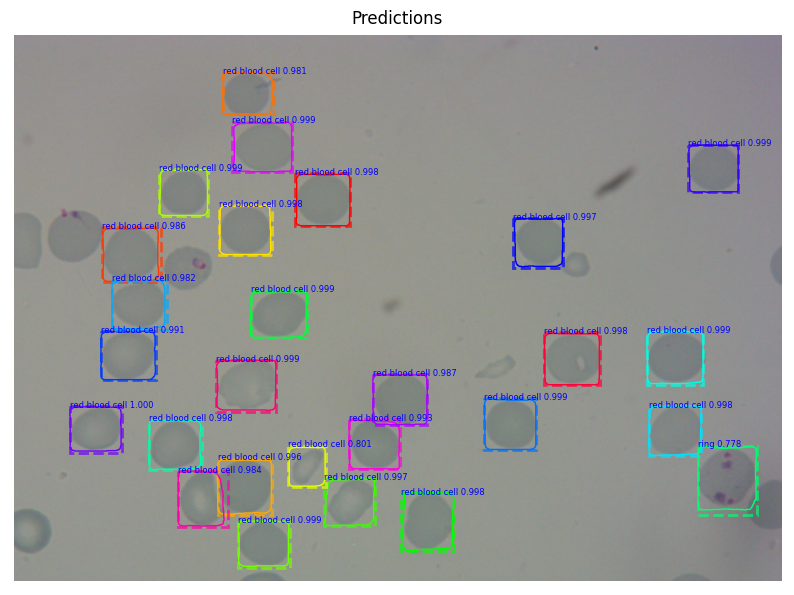 Predictions
red blood cell 0.981
red blood cell 0.999
red blood cell 0.999
red blood cell 0.999
red blood cell 0.998
red blood cell 0.998
red blood cell 0.997
red blood cell 0.986
red blood cell 0.982
red blood cell 0.999
red blood cell 0.991
red blood cell 0.998
red blood cell 0.999
red blood cell 0.999
red blood cell 0.987
red blood cell 0.999
red blood cell 1.000
red blood cell 0.998
red blood cell 0.998
red blood cell 0.993
ring 0.778
red blood cell 0.801
red blood cell 0.996
red blood cell 0.984
red blood cell 0.997
red blood cell 0.998
red blood cell 0.999